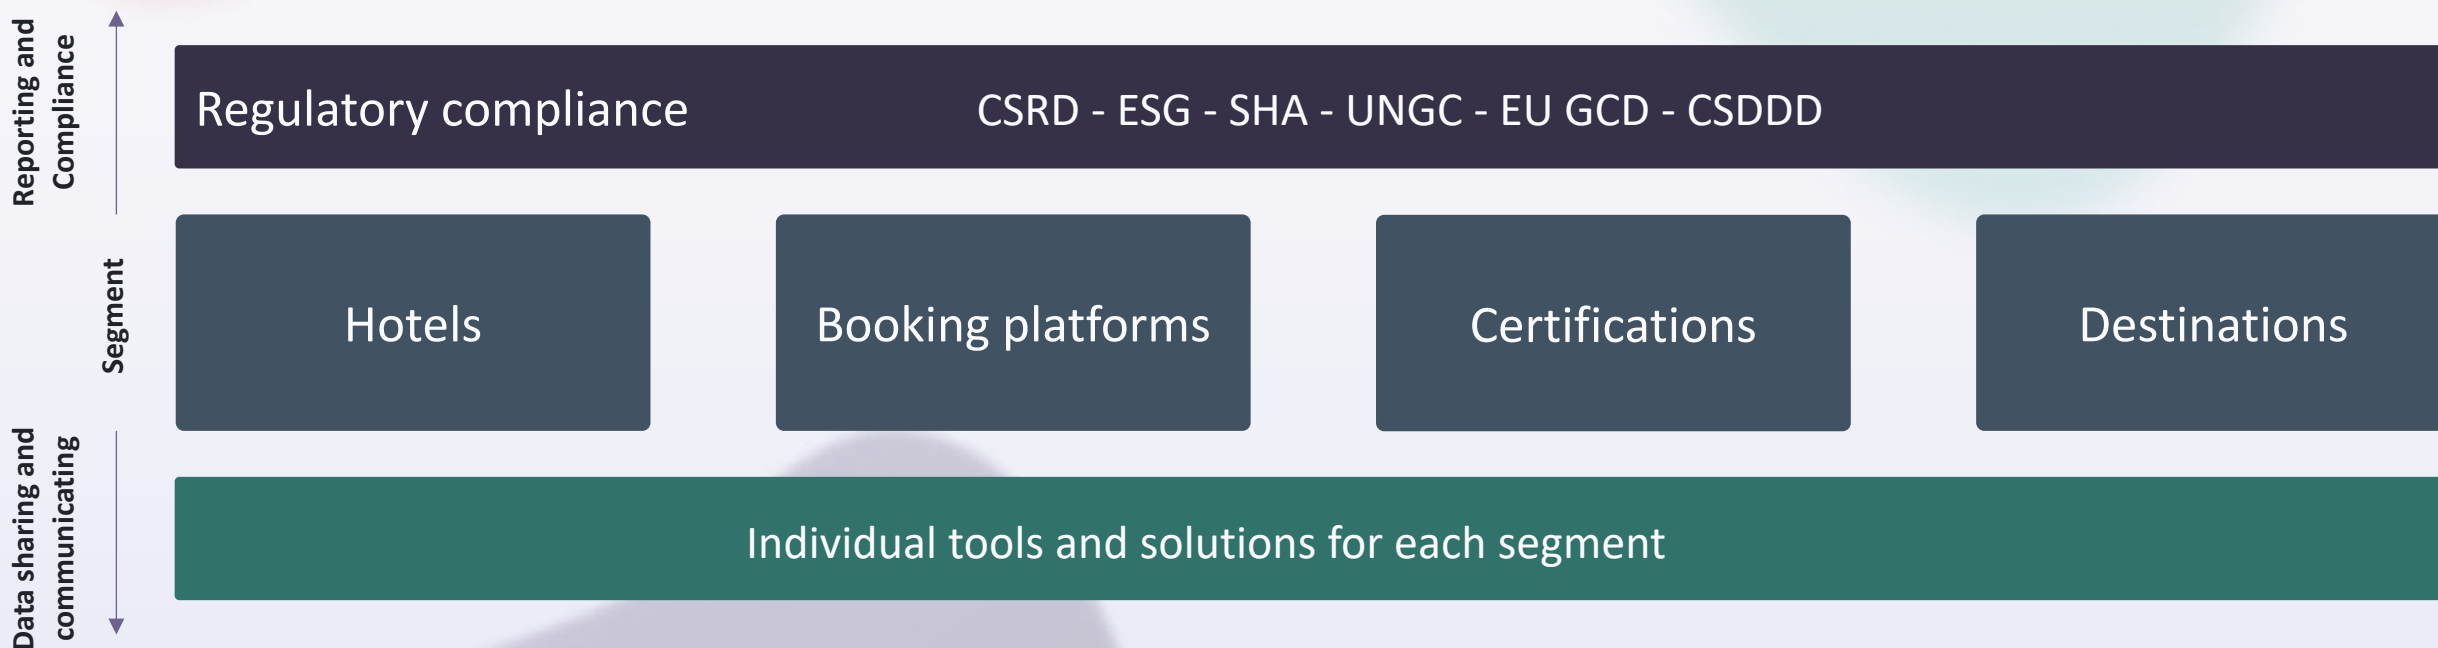 Reporting and
Compliance
Regulatory compliance
CSRD - ESG - SHA - UNGC - EU GCD - CSDDD
Segment
Hotels
Booking platforms
Certifications
Destinations
Data sharing and
communicating
Individual tools and solutions for each segment